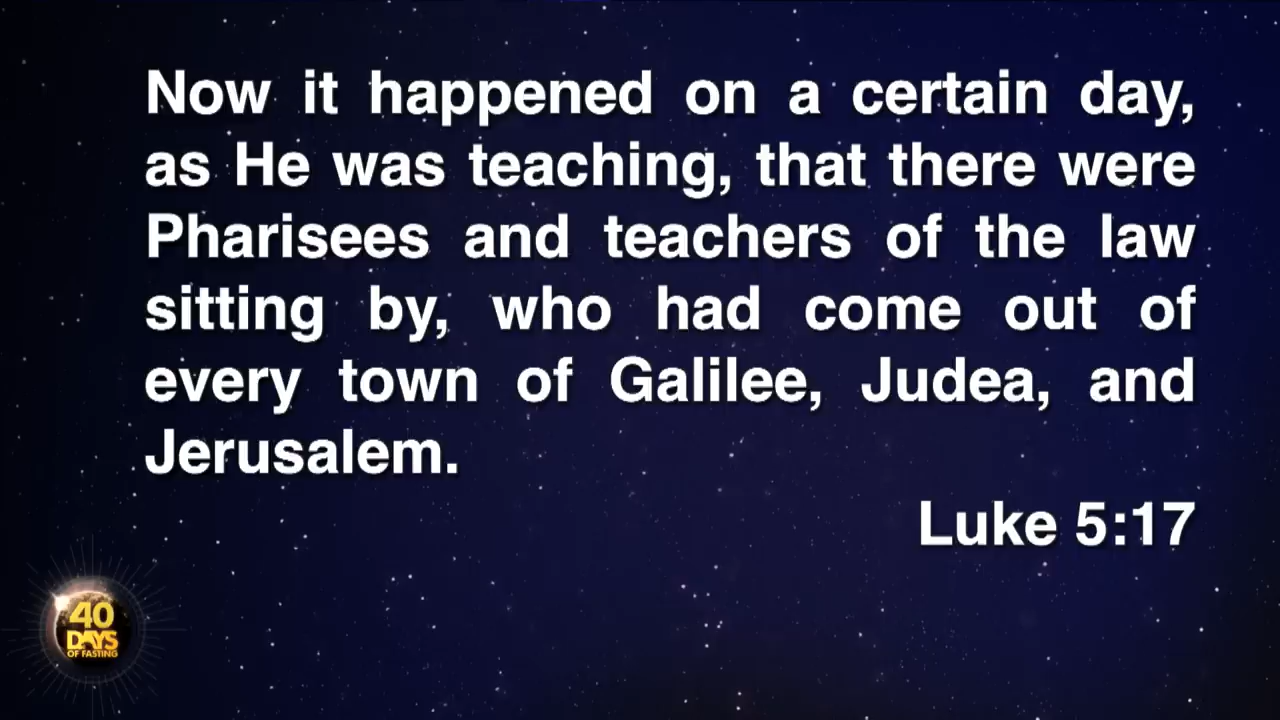 Now it happened on a certain day,
as He was teaching, that there were
Pharisees and teachers of the law
sitting by, who had come out of
every town of Galilee, Judea, and
Jerusalem.
Luke 5:17
40
DAYS
OF FASTING